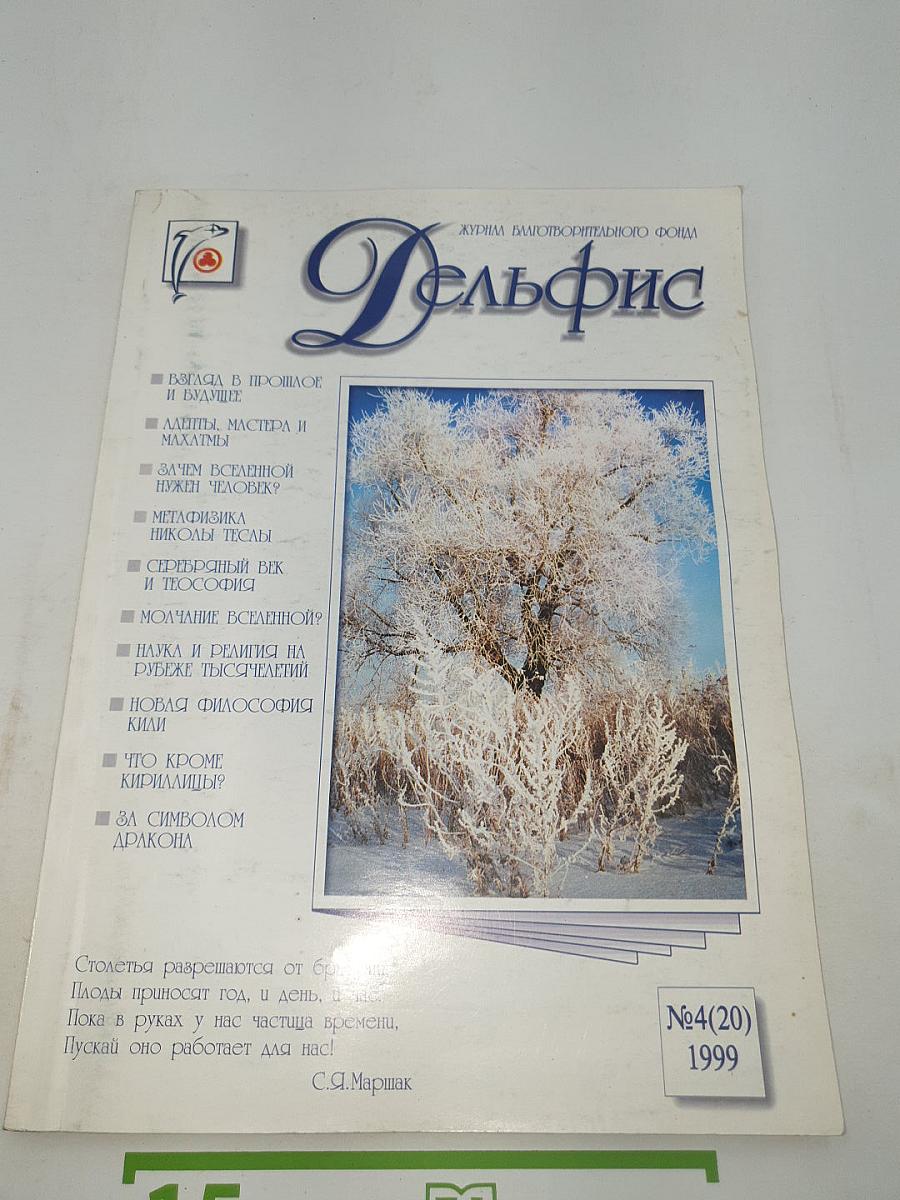 ЖУРНАЛ БЛАГОТВОРИТЕЛЬНОГО ФОНДА
Дельфис
ВЗГЛЯД В ПРОШЛОЕ
И БУДУЩЕЕ
АДЕПТЫ, МАСТЕРА И
МАХАТМЫ
ЗАЧЕМ ВСЕЛЕННОЙ
НУЖЕН ЧЕЛОВЕК?
МЕТАФИЗИКА
НИКОЛЫ ТЕСЛЫ
СЕРЕБРЯНЫЙ ВЕК
И ТЕОСОФИЯ
МОЛЧАНИЕ ВСЕЛЕННОЙ?
НАУКА И РЕЛИГИЯ НА
РУБЕЖЕ ТЫСЯЧЕЛЕТИЙ
НОВАЯ ФИЛОСОФИЯ
КИЛИ
ЧТО КРОМЕ
КИРИЛЛИЦЫ?
ЗА СИМВОЛОМ
ДРАКОНА
Столетья разрешаются от
Плоды приносят год, и день, и час.
Пока в руках у нас частица времени,
Пускай оно работает для нас!
С.Я.Маршак
№4(20)
1999